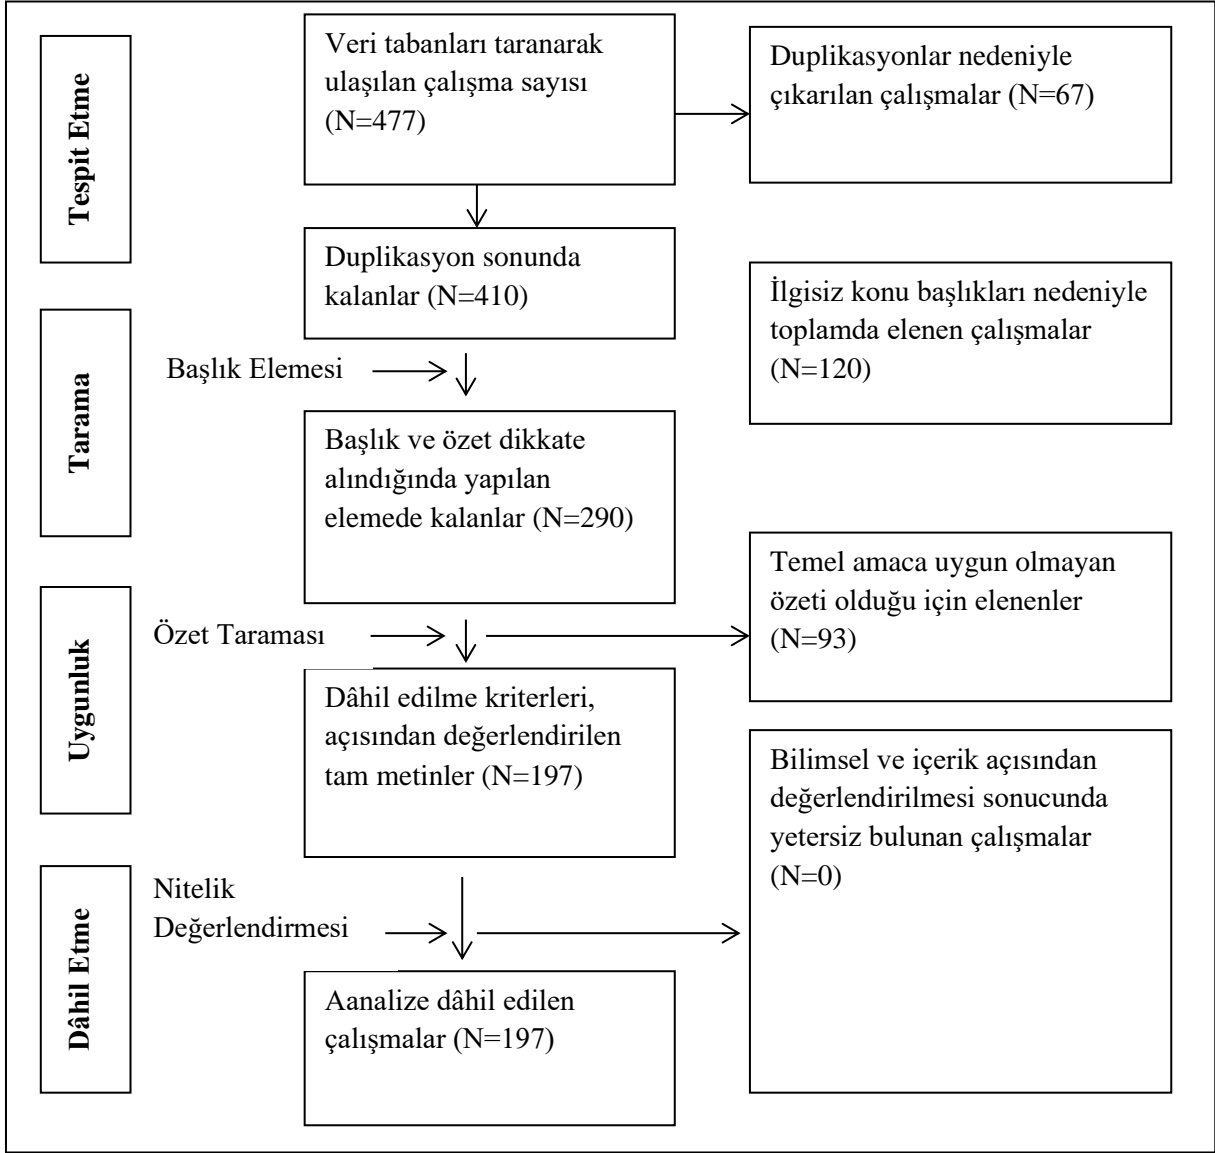 Tespit Etme
Veri tabanları taranarak
ulaşılan çalışma sayısı
(N=477)
Duplikasyonlar nedeniyle
çıkarılan çalışmalar (N=67)
Duplikasyon sonunda
kalanlar (N=410)
Tarama
İlgisiz konu başlıkları nedeniyle
toplamda elenen çalışmalar
(N=120)
Başlık Elemesi
Başlık ve özet dikkate
alındığında yapılan
elemede kalanlar (N=290)
Uygunluk
Temel amaca uygun olmayan
özeti olduğu için elenenler
(N=93)
Özet Taraması
Dâhil edilme kriterleri,
açısından değerlendirilen
tam metinler (N=197)
Bilimsel ve içerik açısından
değerlendirilmesi sonucunda
yetersiz bulunan çalışmalar
(N=0)
Dâhil Etme
Nitelik
Değerlendirmesi
Aanalize dâhil edilen
çalışmalar (N=197)